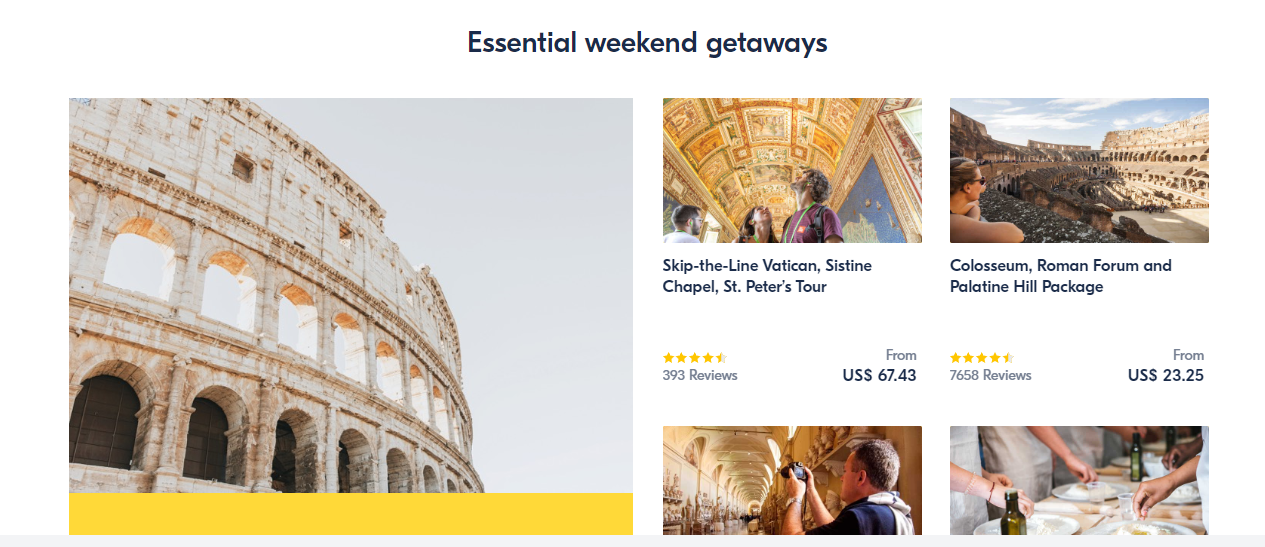 Essential weekend getaways
Skip-the-Line Vatican, Sistine
Chapel, St. Peter's Tour
From
393 Reviews
US$ 67.43
Colosseum, Roman Forum and
Palatine Hill Package
From
7658 Reviews
US$ 23.25